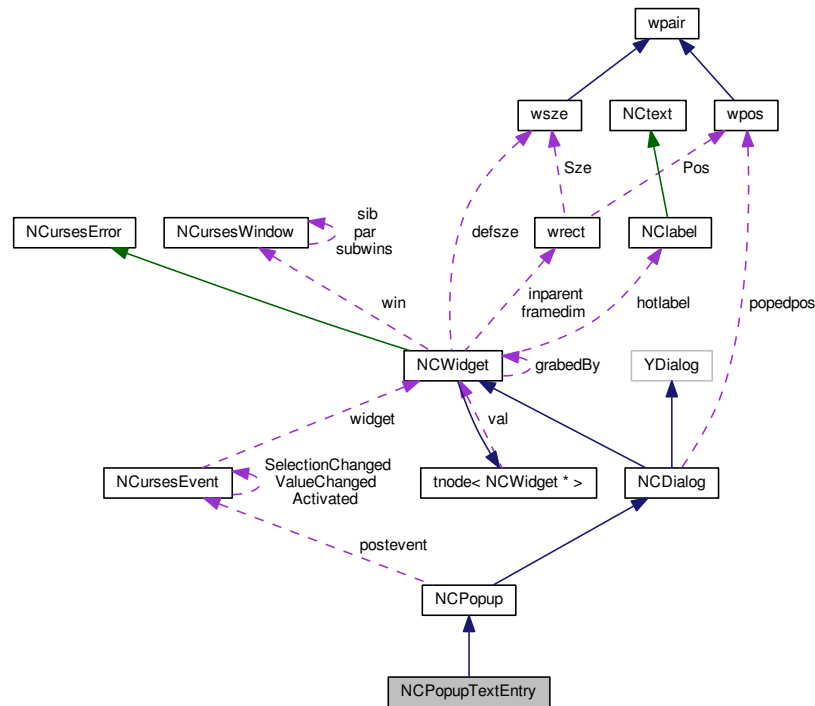 wpair
wsze
NCtext
wpos
Sze
Pos
sib
par
subwins
NCursesError
NCursesWindow
defsze
wrect
NClabel
win
inparent
framedim
hotlabel
popedpos
NCWidget
grabedBy
YDialog
widget
val
SelectionChanged
ValueChanged
Activated
NCursesEvent
tnode< NCWidget * >
NCDialog
postevent
NCPopup
NCPopupTextEntry